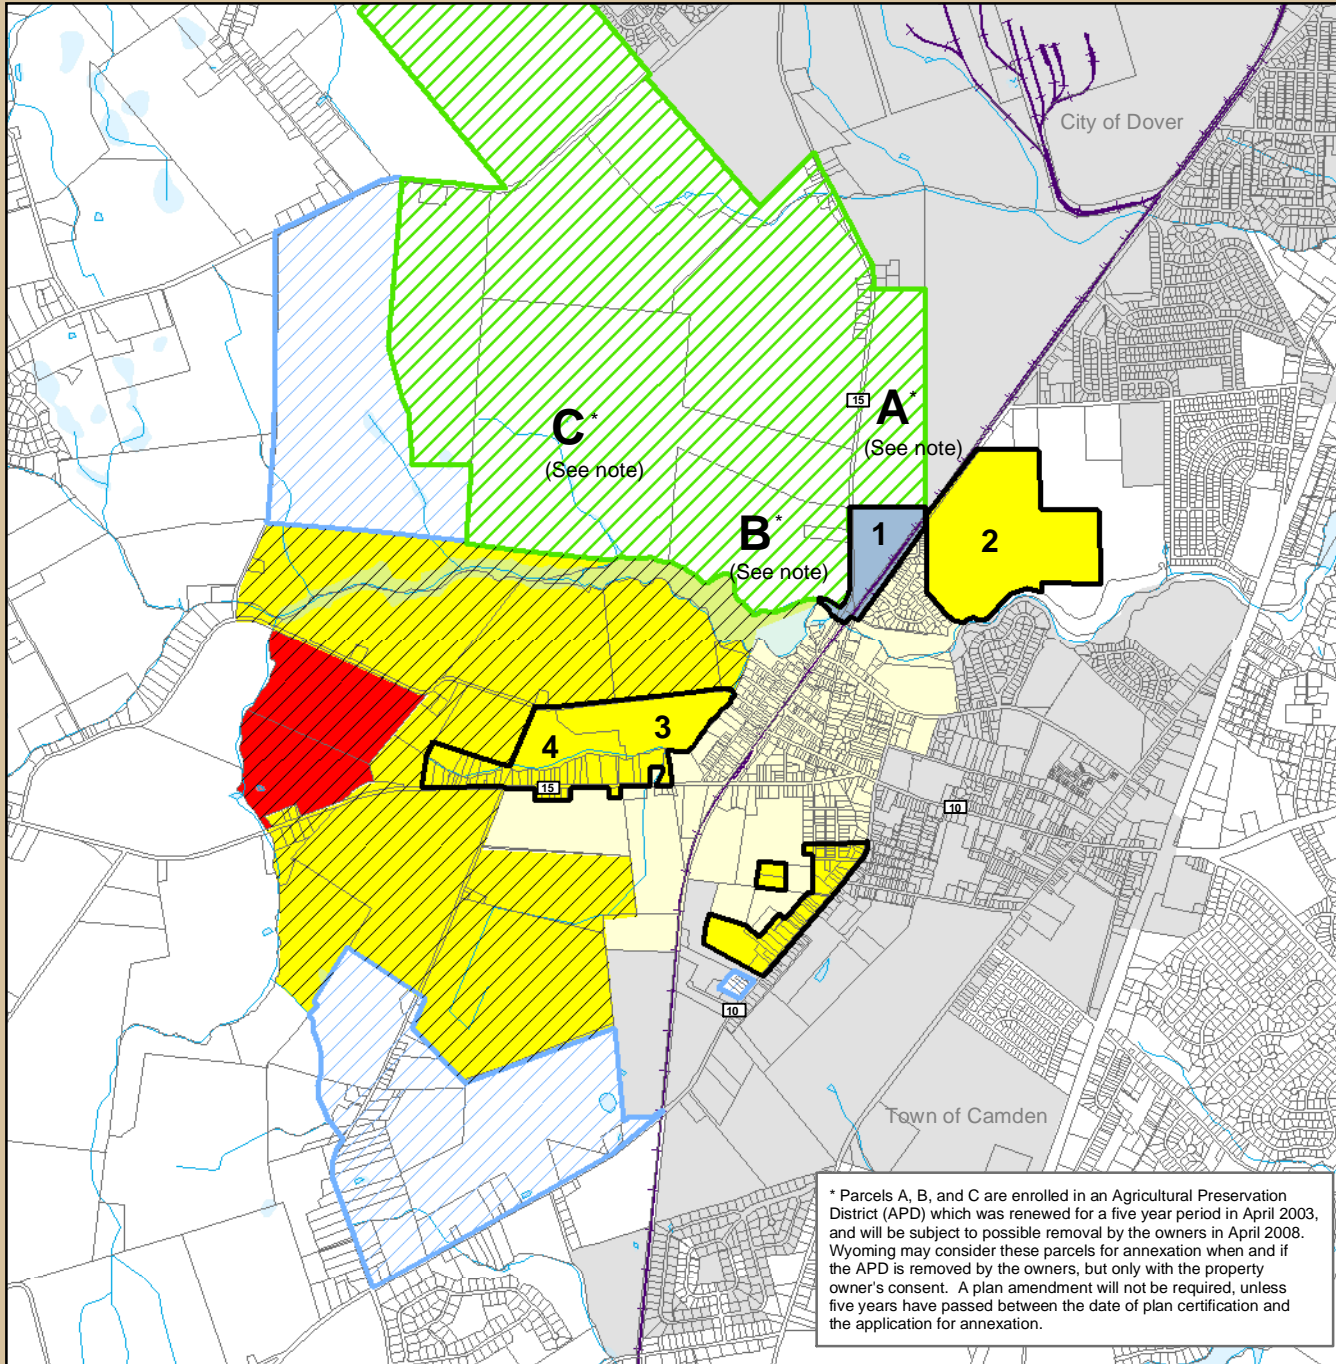 City of Dover
15
A*
(See note)
C*
(See note)
B*
(See note)
1
2
3
4
15
10
10
Town of Camden
* Parcels A, B, and C are enrolled in an Agricultural Preservation
District (APD) which was renewed for a five year period in April 2003,
and will be subject to possible removal by the owners in April 2008.
Wyoming may consider these parcels for annexation when and if
the APD is removed by the owners, but only with the property
owner's consent.  A plan amendment will not be required, unless
five years have passed between the date of plan certification and
the application for annexation.